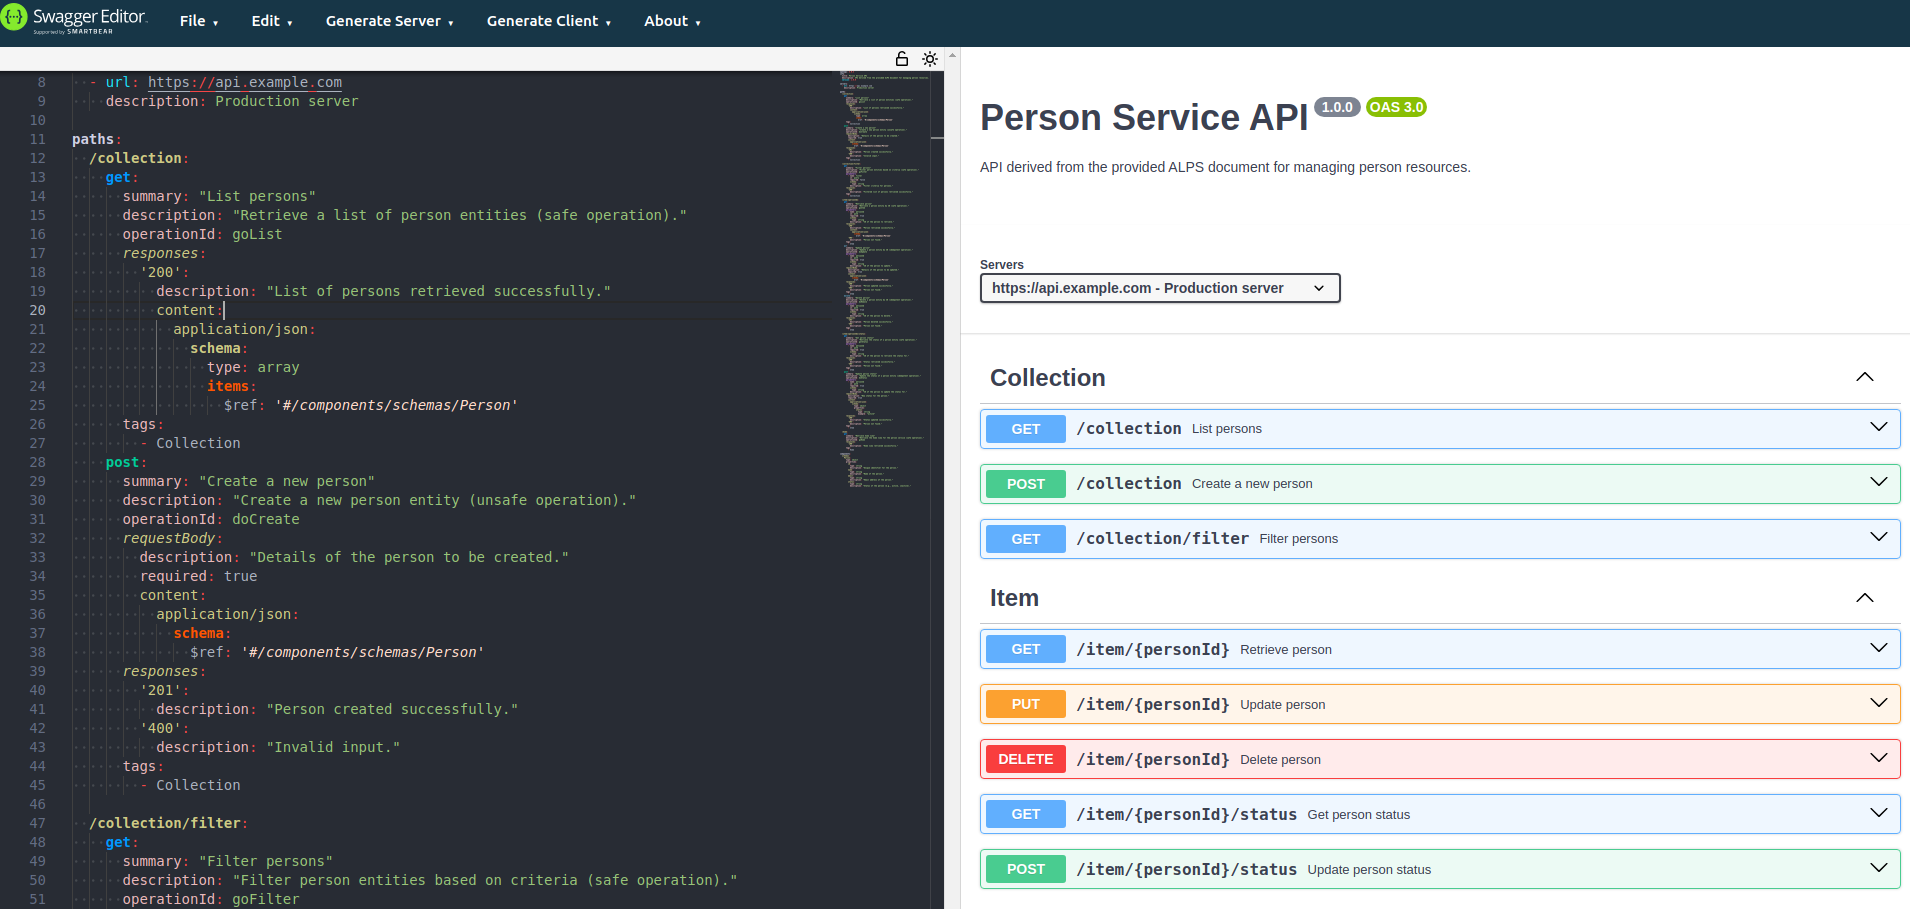 Swagger Editor
Supported by SMARTBEAR
File
Edit
Generate Server
Generate Client
About
8 - url: https://api.example.com
9 description: Production server
10
11 paths:
12 /collection:
13 get:
14 summary: "List persons"
15 description: "Retrieve a list of person entities (safe operation)."
16 operationId: goList
17 responses:
18 '200':
19 description: "List of persons retrieved successfully."
20 content:
21 application/json:
22 schema:
23 type: array
24 items:
25 $ref: '#/components/schemas/Person'
26 tags:
27 - Collection
28 post:
29 summary: "Create a new person"
30 description: "Create a new person entity (unsafe operation)."
31 operationId: doCreate
32 requestBody:
33 description: "Details of the person to be created."
34 required: true
35 content:
36 application/json:
37 schema:
38 $ref: '#/components/schemas/Person'
39 responses:
40 '201':
41 description: "Person created successfully."
42 '400':
43 description: "Invalid input."
44 tags:
45 - Collection
46
47 /collection/filter:
48 get:
49 summary: "Filter persons"
50 description: "Filter person entities based on criteria (safe operation)."
51 operationId: goFilter
Person Service API 1.0.0 OAS 3.0
API derived from the provided ALPS document for managing person resources.
Servers
https://api.example.com - Production server
Collection
GET /collection List persons
POST /collection Create a new person
GET /collection/filter Filter persons
Item
GET /item/{personId} Retrieve person
PUT /item/{personId} Update person
DELETE /item/{personId} Delete person
GET /item/{personId}/status Get person status
POST /item/{personId}/status Update person status